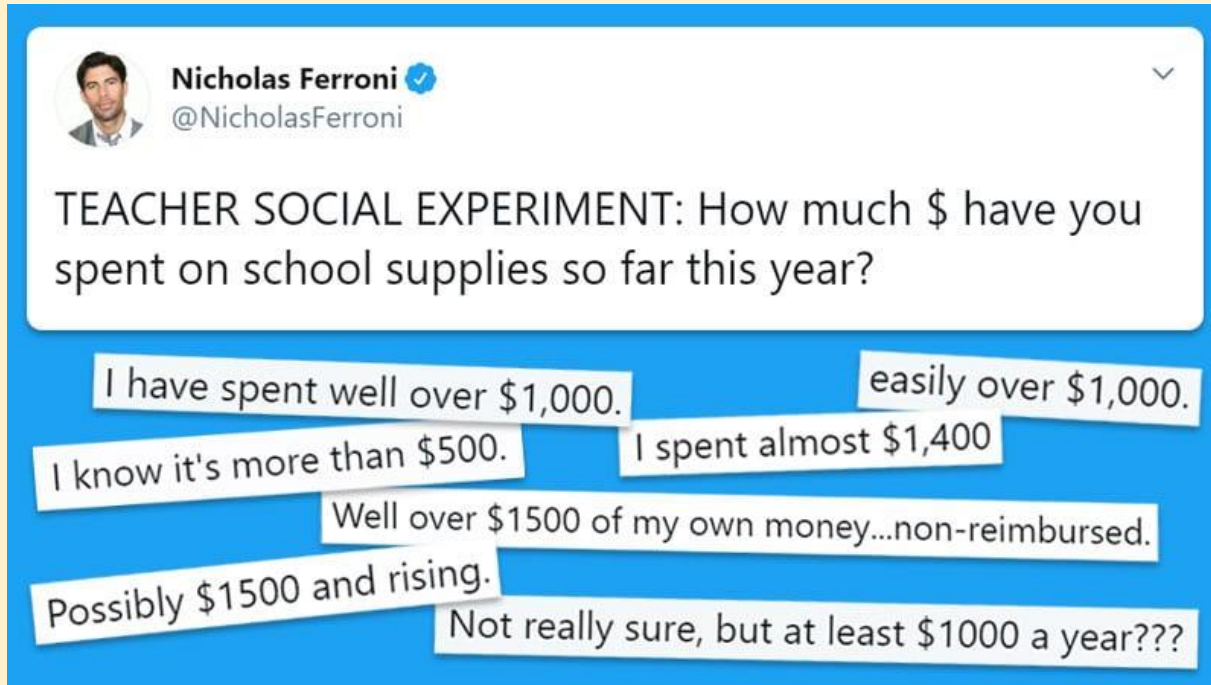 Nicholas Ferroni
@NicholasFerroni
TEACHER SOCIAL EXPERIMENT: How much $ have you
spent on school supplies so far this year?
I have spent well over $1,000.
easily over $1,000.
I know it's more than $500.
I spent almost $1,400
Well over $1500 of my own money...non-reimbursed.
Possibly $1500 and rising.
Not really sure, but at least $1000 a year???